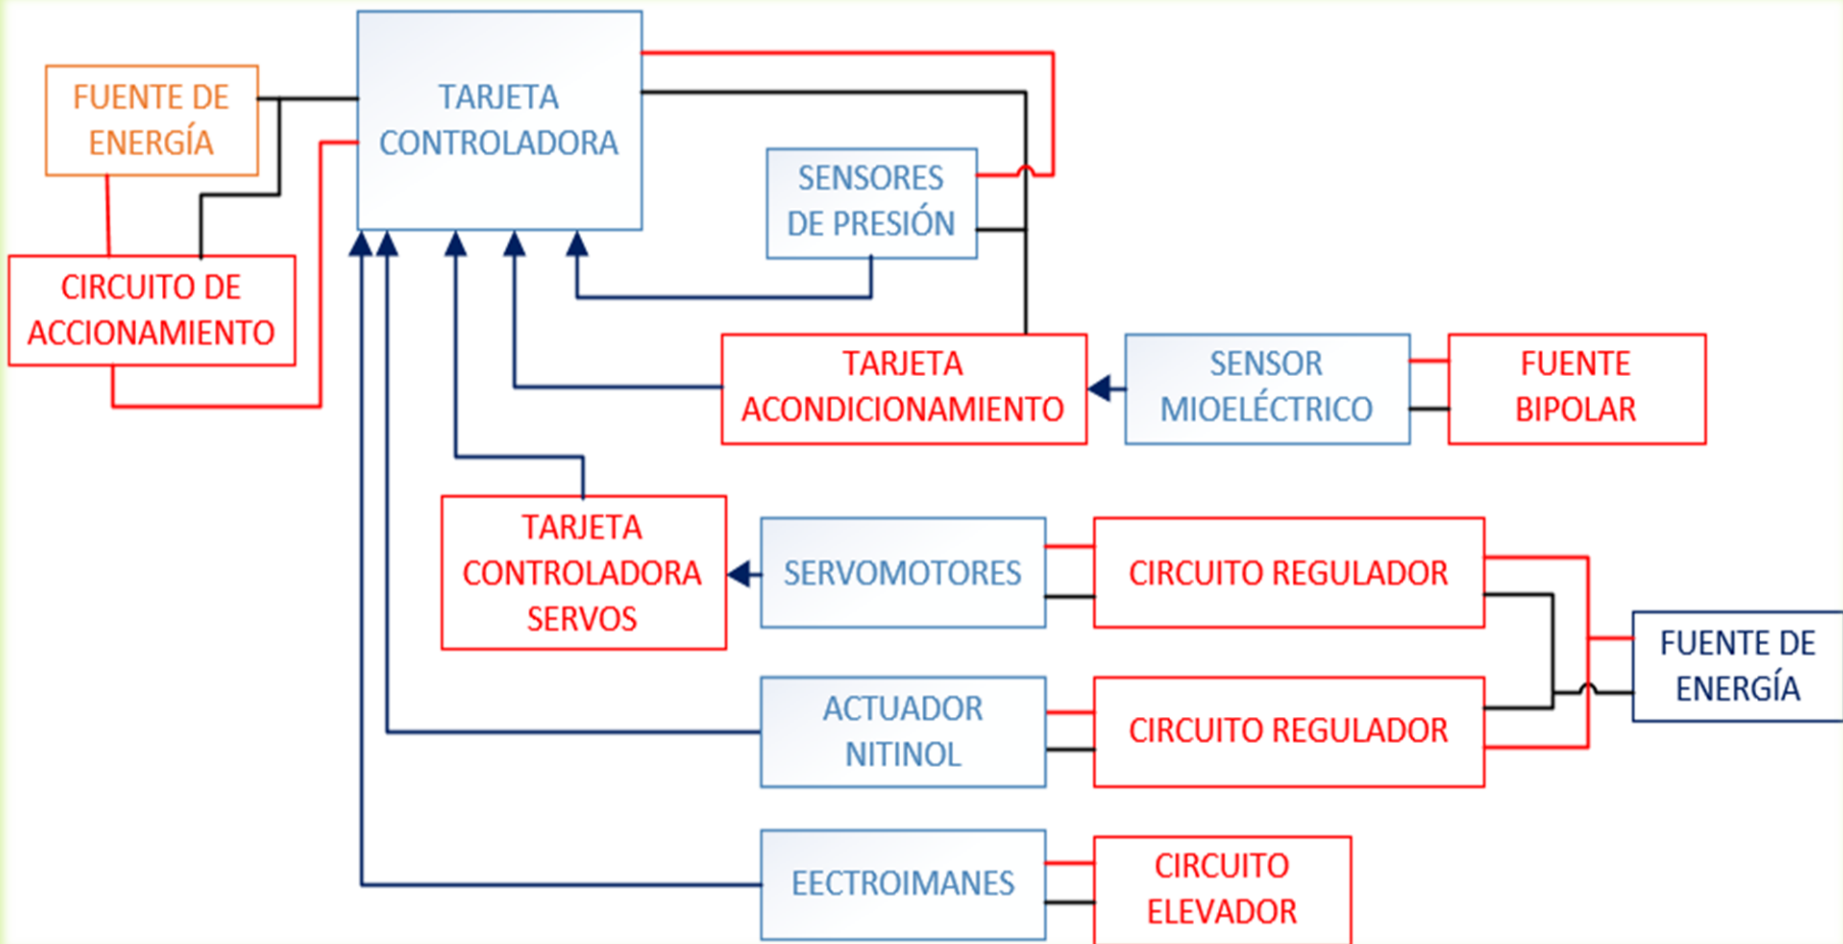 FUENTE DE
ENERGÍA
TARJETA
CONTROLADORA
SENSORES
DE PRESIÓN
CIRCUITO DE
ACCIONAMIENTO
TARJETA
ACONDICIONAMIENTO
SENSOR
MIOELÉCTRICO
FUENTE
BIPOLAR
TARJETA
CONTROLADORA
SERVOS
SERVOMOTORES
CIRCUITO REGULADOR
FUENTE DE
ENERGÍA
ACTUADOR
NITINOL
CIRCUITO REGULADOR
EECTROIMANES
CIRCUITO
ELEVADOR